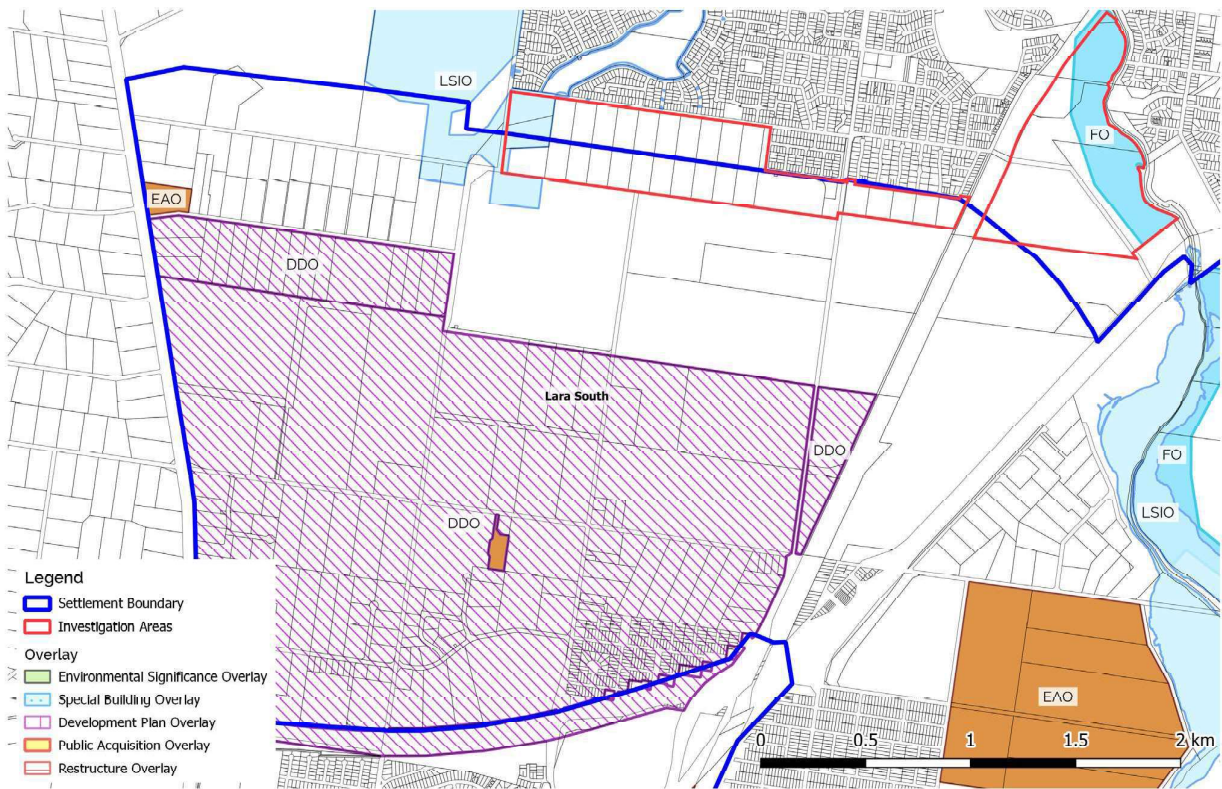 LSIO
FO
EAO
DDO
Lara South
DDO
FO
DDO
LSIO
Legend
Settlement Boundary
Investigation Areas
Overlay
Environmental Significance Overlay
Special Building Overlay
Development Plan Overlay
Public Acquisition Overlay
Restructure Overlay
EAO
0 0.5 1 1.5 2 km